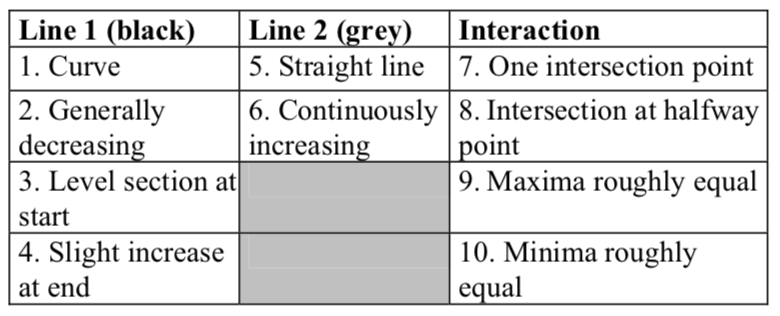 Line 1 (black) Line 2 (grey) Interaction
1. Curve 5. Straight line 7. One intersection point
2. Generally decreasing 6. Continuously increasing 8. Intersection at halfway point
3. Level section at start 9. Maxima roughly equal
4. Slight increase at end 10. Minima roughly equal